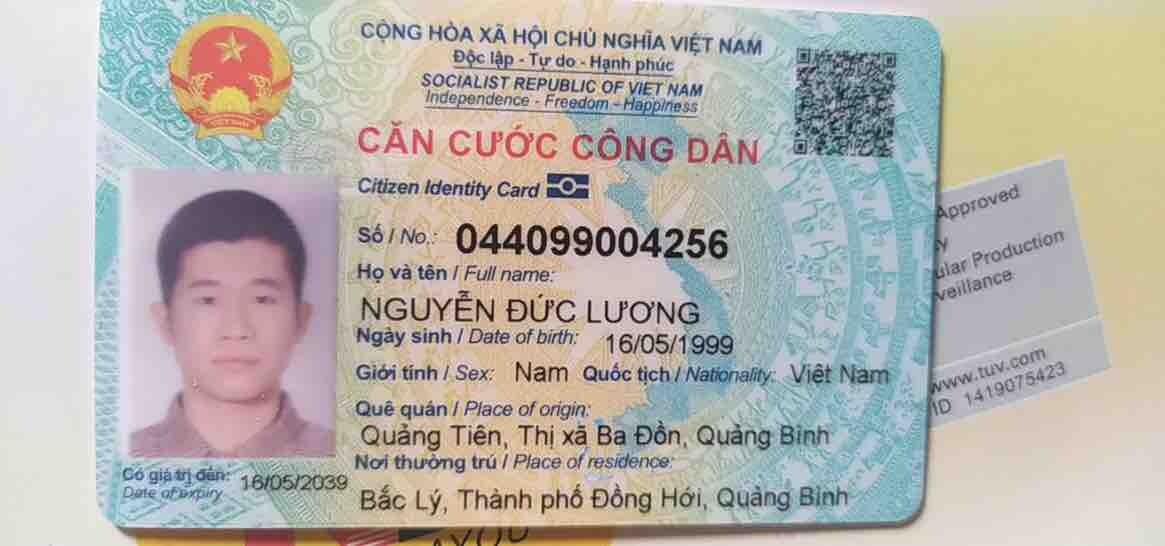 CỘNG HÒA XÃ HỘI CHỦ NGHĨA VIỆT NAM
Độc lập - Tự do - Hạnh phúc
SOCIALIST REPUBLIC OF VIET NAM
Independence - Freedom - Happiness
CĂN CƯỚC CÔNG DÂN
Citizen Identity Card
Số / No.: 044099004256
Họ và tên / Full name:
NGUYỄN ĐỨC LƯƠNG
Ngày sinh / Date of birth: 16/05/1999
Giới tính / Sex: Nam Quốc tịch / Nationality: Việt Nam
Quê quán / Place of origin:
Quảng Tiên, Thị xã Ba Đồn, Quảng Bình
Nơi thường trú / Place of residence:
Bắc Lý, Thành phố Đồng Hới, Quảng Bình
Có giá trị đến: 16/05/2039
Date of expiry
VIỆT NAM
Approved
Production
www.tuv.com
ID 1419075423